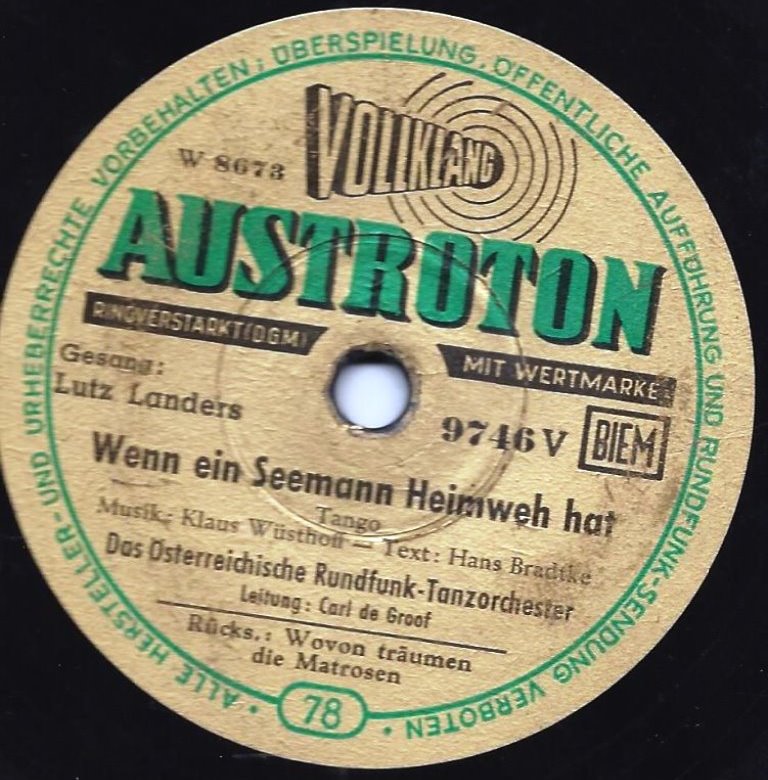 ALLE HERSTELLER- UND URHEBERRECHTE VORBEHALTEN; ÜBERSPIELUNG, ÖFFENTLICHE AUFFÜHRUNG UND RUNDFUNK-SENDUNG VERBOTEN
W 8673
VOLLKLANG
AUSTROTON
RINGVERSTÄRKT (DGM)
MIT WERTMARKE
Gesang:
Lutz Landers
9746 V
BIEM
Wenn ein Seemann Heimweh hat
Tango
Musik: Klaus Wüsthoff — Text: Hans Bradtke
Das Österreichische Rundfunk-Tanzorchester
Leitung: Carl de Groof
Rücks.: Wovon träumen
die Matrosen
78